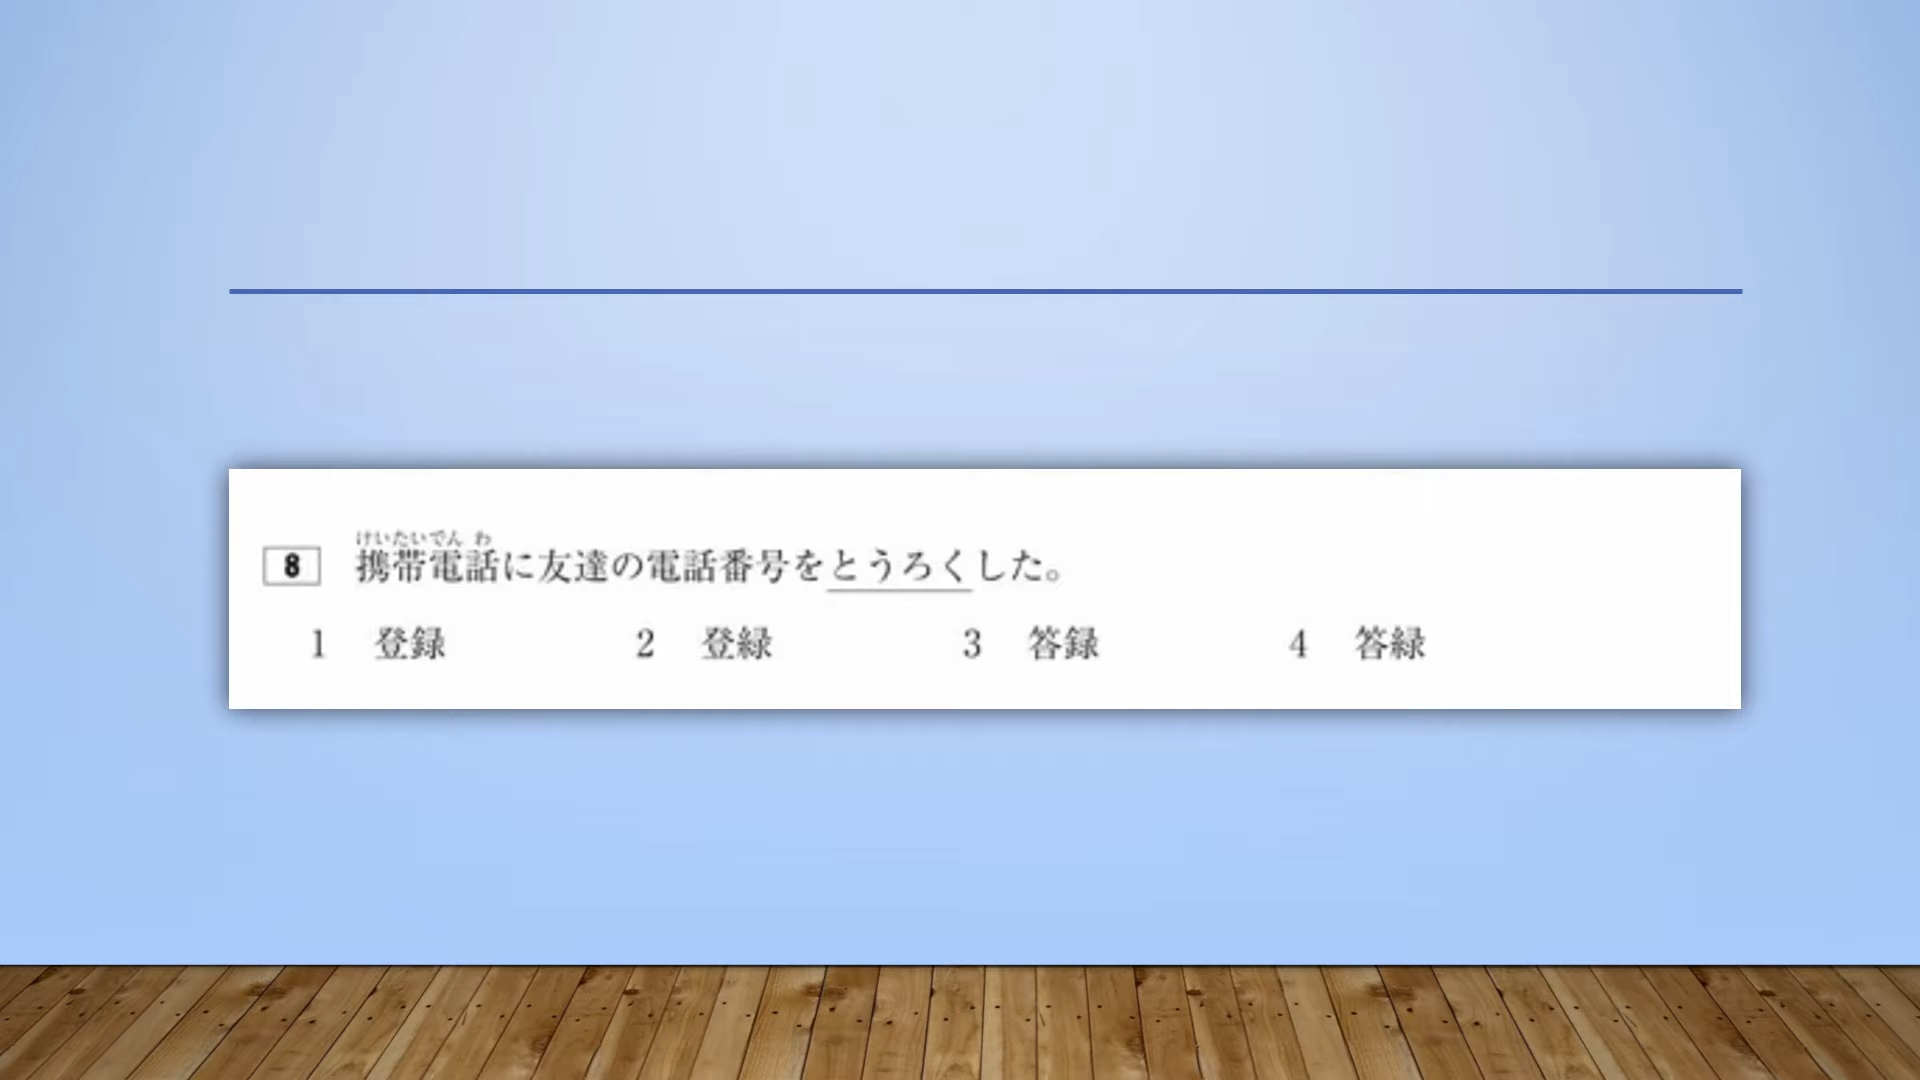 けいたいでん わ
8 携帯電話に友達の電話番号をとうろくした。
1 登録 2 登緑 3 答録 4 答緑